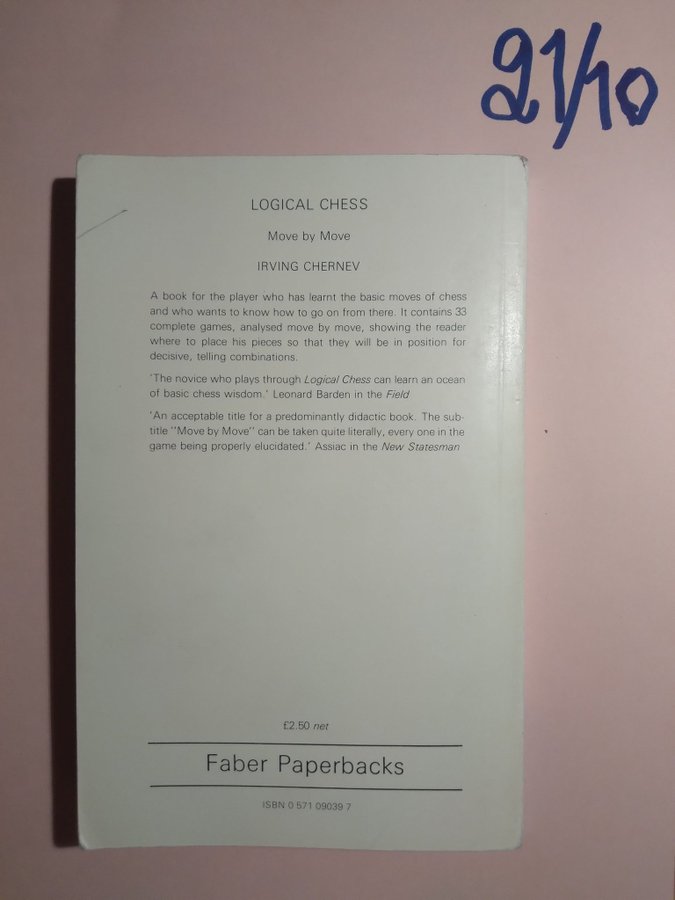 21/10
LOGICAL CHESS
Move by Move
IRVING CHERNEV
A book for the player who has learnt the basic moves of chess
and who wants to know how to go on from there. It contains 33
complete games, analysed move by move, showing the reader
where to place his pieces so that they will be in position for
decisive, telling combinations.
'The novice who plays through Logical Chess can learn an ocean
of basic chess wisdom.' Leonard Barden in the Field
'An acceptable title for a predominantly didactic book. The sub-
title ''Move by Move'' can be taken quite literally, every one in the
game being properly elucidated.' Assiac in the New Statesman
£2.50 net
Faber Paperbacks
ISBN 0 571 09039 7